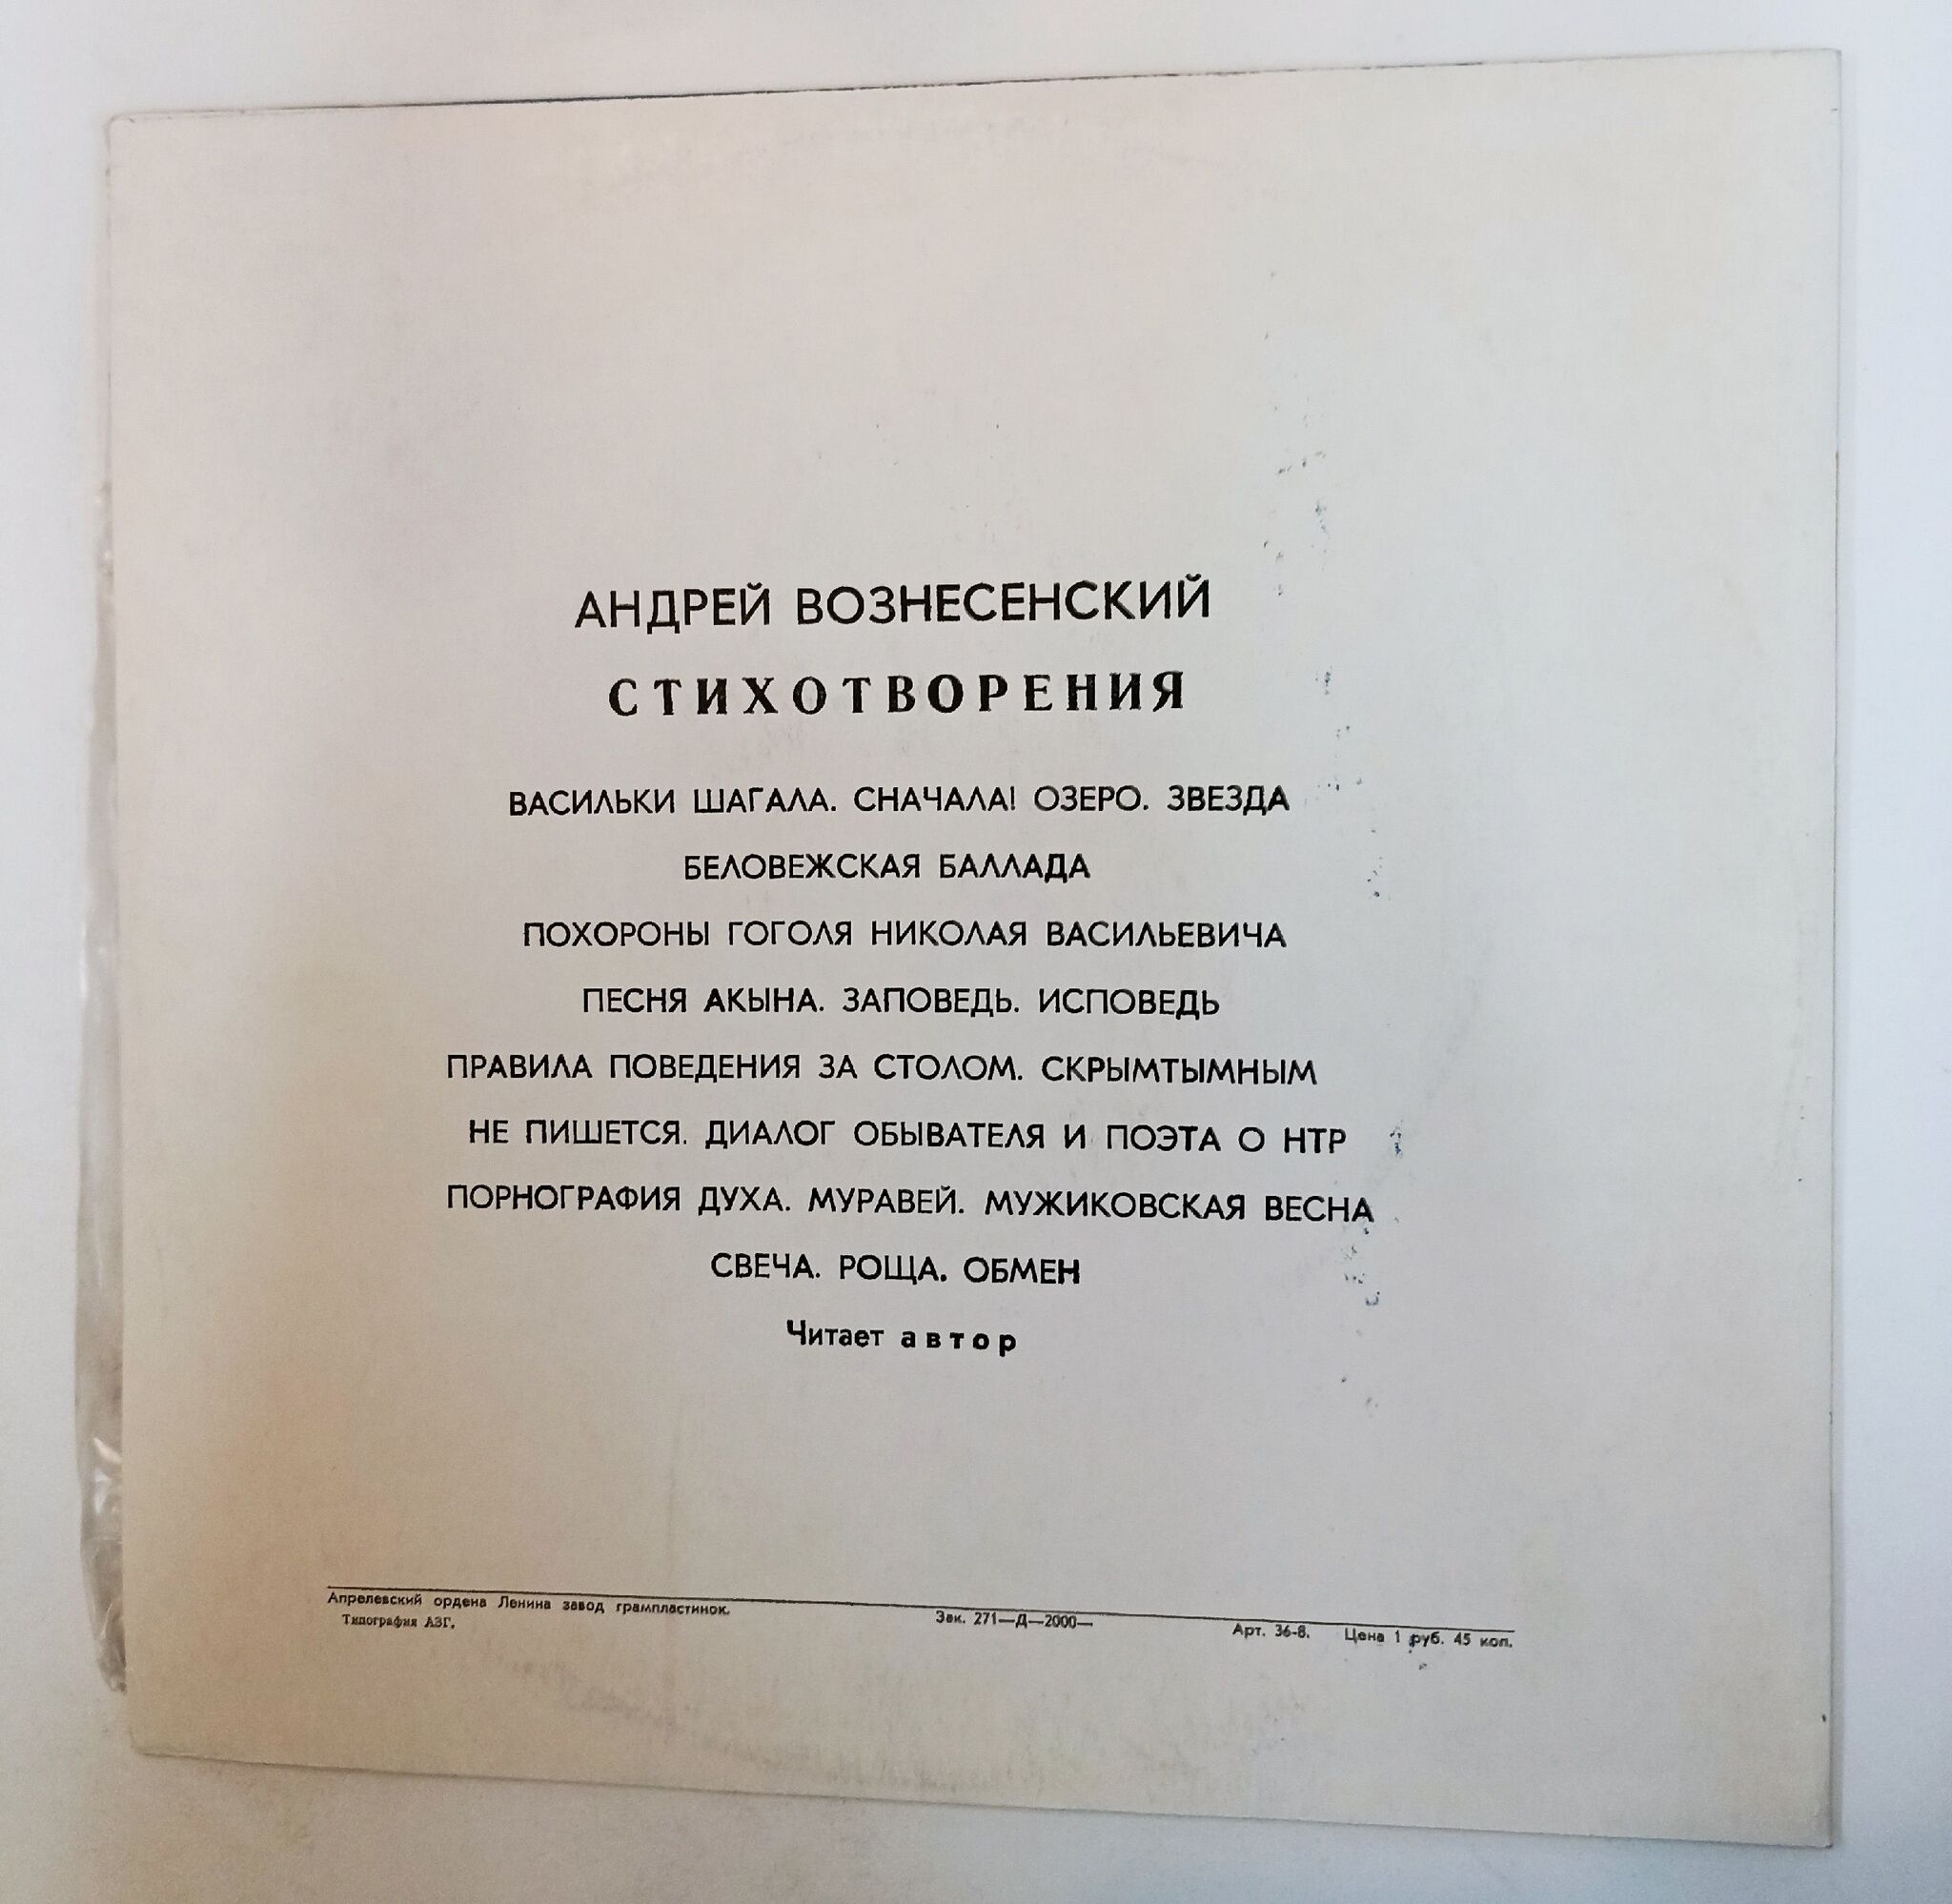 АНДРЕЙ ВОЗНЕСЕНСКИЙ
СТИХОТВОРЕНИЯ
ВАСИЛЬКИ ШАГАЛА. СНАЧАЛА! ОЗЕРО. ЗВЕЗДА
БЕЛОВЕЖСКАЯ БАЛЛАДА
ПОХОРОНЫ ГОГОЛЯ НИКОЛАЯ ВАСИЛЬЕВИЧА
ПЕСНЯ АКЫНА. ЗАПОВЕДЬ. ИСПОВЕДЬ
ПРАВИЛА ПОВЕДЕНИЯ ЗА СТОЛОМ. СКРЫМТЫМНЫМ
НЕ ПИШЕТСЯ. ДИАЛОГ ОБЫВАТЕЛЯ И ПОЭТА О НТР
ПОРНОГРАФИЯ ДУХА. МУРАВЕЙ. МУЖИКОВСКАЯ ВЕСНА
СВЕЧА. РОЩА. ОБМЕН
Читает автор
Апрелевский ордена Ленина завод грампластинок.
Типография АЗГ. Зак. 271—Д—2000— Арт. 36-8. Цена 1 руб. 45 коп.